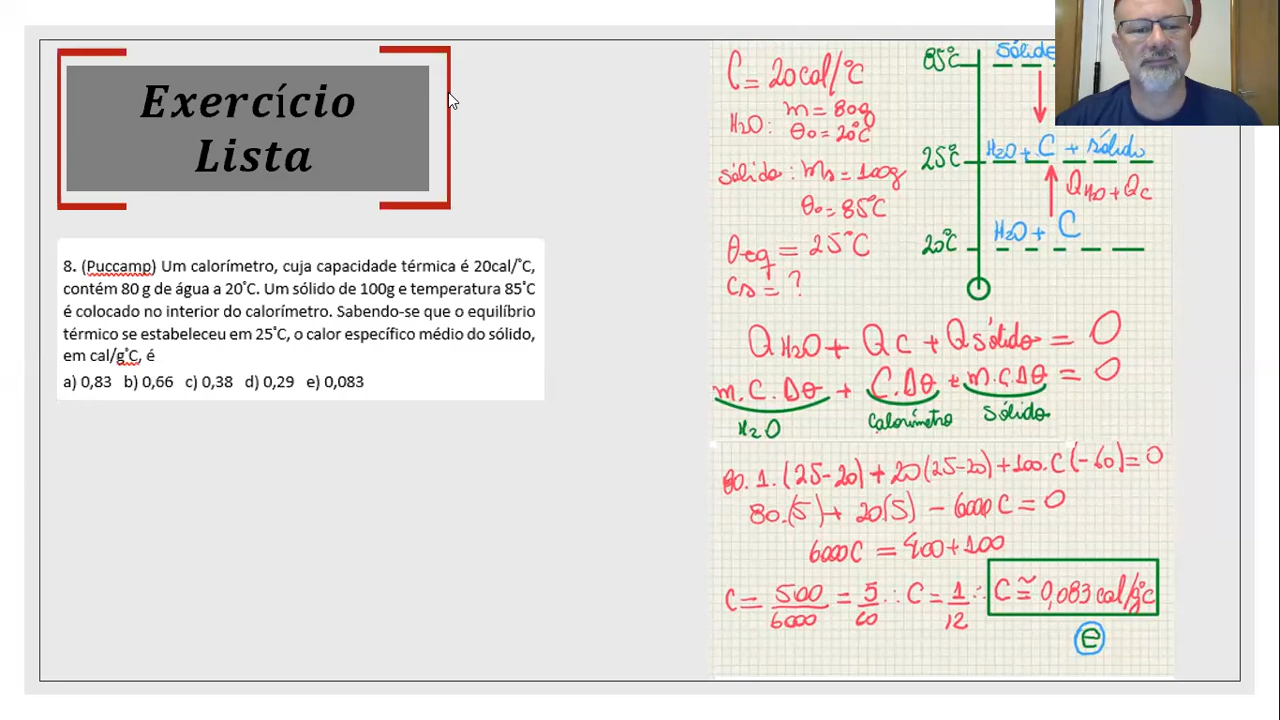 Exercício
Lista
8. (Puccamp) Um calorímetro, cuja capacidade térmica é 20cal/°C,
contém 80 g de água a 20°C. Um sólido de 100g e temperatura 85°C
é colocado no interior do calorímetro. Sabendo-se que o equilíbrio
térmico se estabeleceu em 25°C, o calor específico médio do sólido,
em cal/g°C, é
a) 0,83 b) 0,66 c) 0,38 d) 0,29 e) 0,083
C = 20cal/°C
H2O: m = 80g
θo = 20°C
sólido: ms = 100g
θo = 85°C
θeq = 25°C
Cs = ?
85°C sólido
25°C H2O + C + sólido
QH2O + QC
20°C H2O + C
QH2O + QC + Qsólido = 0
m.C.Δθ + C.Δθ + m.C.Δθ = 0
H2O Calorímetro Sólido
80.1.(25-20) + 20(25-20) + 100.C(-60) = 0
80.(5) + 20(5) - 6000C = 0
6000C = 400 + 100
C = 500/6000 = 5/60 ∴ C = 1/12 ∴ C ≃ 0,083 cal/g°C
e